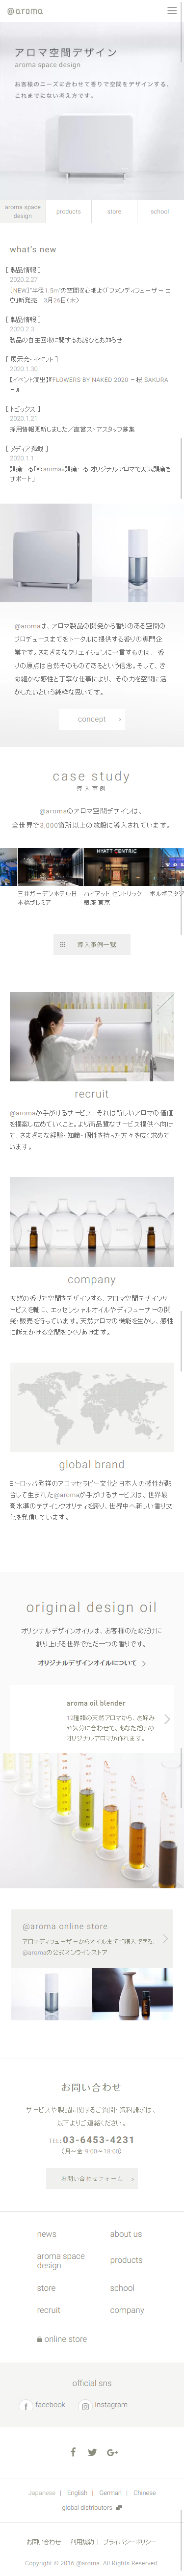 @aroma
アロマ空間デザイン
aroma space design
お客様のニーズに合わせて香りで空間をデザインする、
これまでにない考え方です。
aroma space design
products
store
school
what's new
[ 製品情報 ]
2020.2.27
【NEW】"半径1.5m"の空間を心地よく『ファンディフューザー コウ』新発売　3月26日（木）
[ 製品情報 ]
2020.2.3
製品の自主回収に関するお詫びとお知らせ
[ 展示会・イベント ]
2020.1.30
【イベント演出】『FLOWERS BY NAKED 2020 ー桜 SAKURAー』
[ トピックス ]
2020.1.21
採用情報更新しました／直営ストアスタッフ募集
[ メディア掲載 ]
2020.1.1
頭痛ーる「@aroma×頭痛ーる オリジナルアロマで天気頭痛をサポート」
@aromaは、アロマ製品の開発から香りのある空間の
プロデュースまでをトータルに提供する香りの専門企
業です。さまざまなクリエイションに一貫するのは、香
りの原点は自然そのものであるという信念。そして、き
め細かな感性と丁寧な仕事により、その力を空間に活
かしたいという純粋な思いです。
concept
case study
導入事例
@aromaのアロマ空間デザインは、
全世界で3,000箇所以上の施設に導入されています。
三井ガーデンホテル日本橋プレミア
HYATT CENTRIC
ハイアット セントリック 銀座 東京
ボルボスタジ
導入事例一覧
recruit
@aromaが手がけるサービス、それは新しいアロマの価値
を提案し広めていくこと。より高品質なサービス提供へ向け
て、さまざまな経験・知識・個性を持った方々を広く求めて
います。
company
天然の香りで空間をデザインする、アロマ空間デザインサ
ービスを軸に、エッセンシャルオイルやディフューザーの開
発・販売を行っています。天然アロマの機能を生かし、感性
に訴えかける空間をつくりあげます。
global brand
ヨーロッパ発祥のアロマセラピー文化と日本人の感性が融
合して生まれた@aromaが手がけるサービスは、世界最
高水準のデザインクオリティを誇り、世界中へ新しい香り文
化を発信しています。
original design oil
オリジナルデザインオイルは、お客様のためだけに
創り上げる世界でただ一つの香りです。
オリジナルデザインオイルについて
aroma oil blender
12種類の天然アロマから、お好み
や気分に合わせて、あなただけの
オリジナルアロマが作れます。
@aroma online store
アロマディフューザーからオイルまでご購入できる、
@aromaの公式オンラインストア
お問い合わせ
サービスや製品に関するご質問・資料請求は、
以下よりご連絡ください。
TEL:03-6453-4231
（月〜金 9:00〜18:00）
お問い合わせフォーム
news
about us
aroma space design
products
store
school
recruit
company
online store
official sns
facebook
Instagram
Japanese | English | German | Chinese
global distributors
お問い合わせ | 利用規約 | プライバシーポリシー
Copyright © 2016 @aroma. All Rights Reserved.